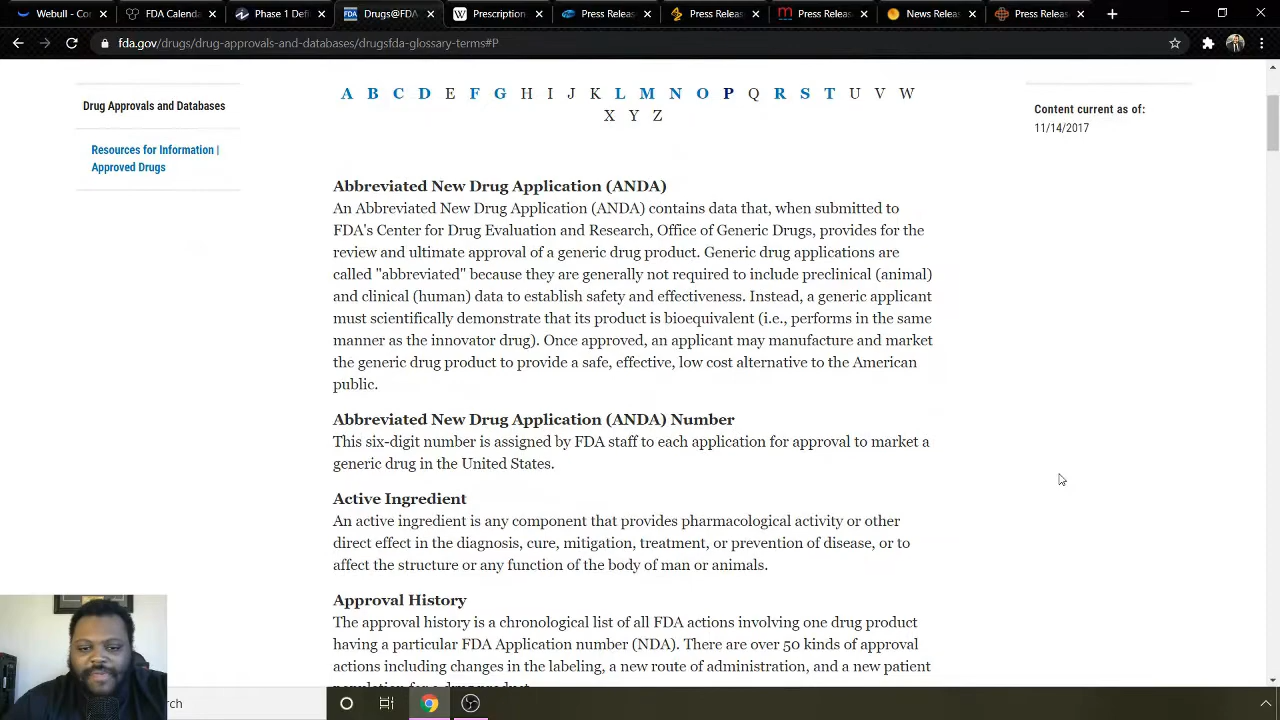 Webull - Co
FDA Calenda
Phase 1 Defi
Drugs@FDA
Prescription
Press Releas
Press Releas
Press Releas
News Releas
Press Releas
fda.gov/drugs/drug-approvals-and-databases/drugsfda-glossary-terms#P
A B C D E F G H I J K L M N O P Q R S T U V W
X Y Z
Drug Approvals and Databases
Resources for Information |
Approved Drugs
Content current as of:
11/14/2017
Abbreviated New Drug Application (ANDA)
An Abbreviated New Drug Application (ANDA) contains data that, when submitted to
FDA's Center for Drug Evaluation and Research, Office of Generic Drugs, provides for the
review and ultimate approval of a generic drug product. Generic drug applications are
called "abbreviated" because they are generally not required to include preclinical (animal)
and clinical (human) data to establish safety and effectiveness. Instead, a generic applicant
must scientifically demonstrate that its product is bioequivalent (i.e., performs in the same
manner as the innovator drug). Once approved, an applicant may manufacture and market
the generic drug product to provide a safe, effective, low cost alternative to the American
public.
Abbreviated New Drug Application (ANDA) Number
This six-digit number is assigned by FDA staff to each application for approval to market a
generic drug in the United States.
Active Ingredient
An active ingredient is any component that provides pharmacological activity or other
direct effect in the diagnosis, cure, mitigation, treatment, or prevention of disease, or to
affect the structure or any function of the body of man or animals.
Approval History
The approval history is a chronological list of all FDA actions involving one drug product
having a particular FDA Application number (NDA). There are over 50 kinds of approval
actions including changes in the labeling, a new route of administration, and a new patient
population for a drug product.
rch